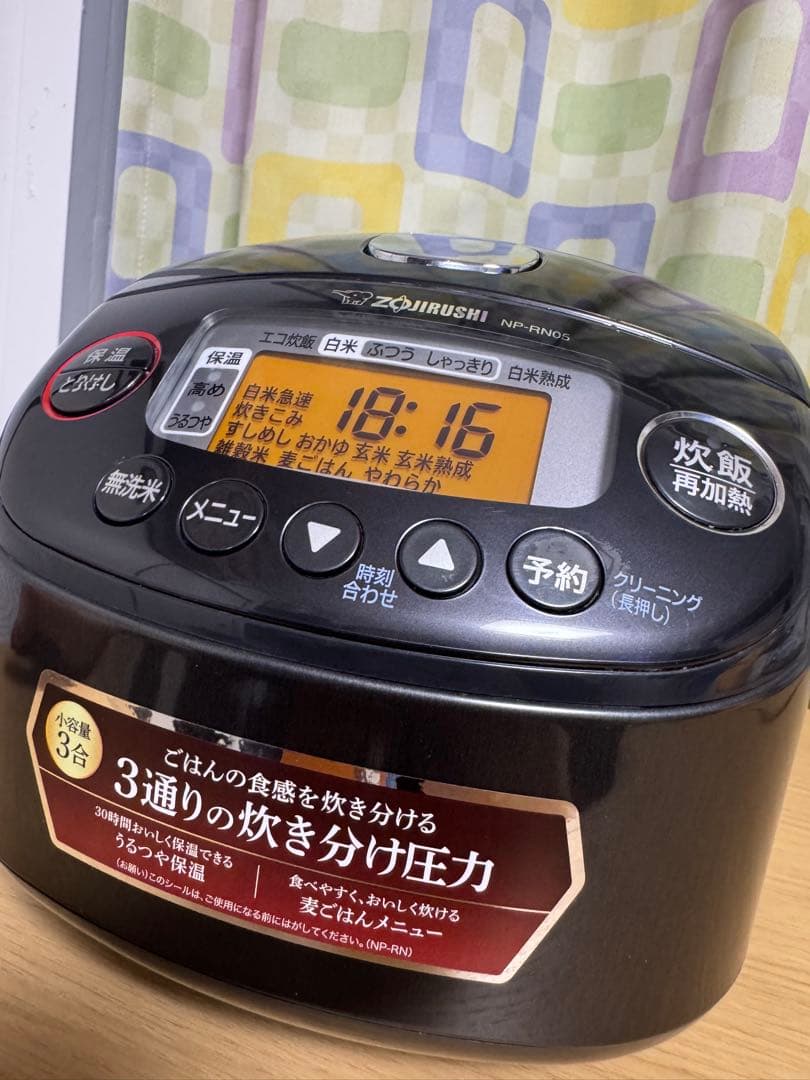 ZOJIRUSHI NP-RN05
エコ炊飯 白米 ふつう しゃっきり 白米熟成
保温
高め
うるつや
白米急速
炊きこみ
18:16
すしめし おかゆ 玄米 玄米熟成
雑穀米 麦ごはん やわらか
保温
とりけし
無洗米
メニュー
▼
▲
時刻
合わせ
予約
クリーニング
(長押し)
炊飯
再加熱
小容量
3合
ごはんの食感を炊き分ける
3通りの炊き分け圧力
30時間おいしく保温できる
うるつや保温
食べやすく、おいしく炊ける
麦ごはんメニュー
(お願い)このシールは、ご使用になる前にはがしてください。(NP-RN)